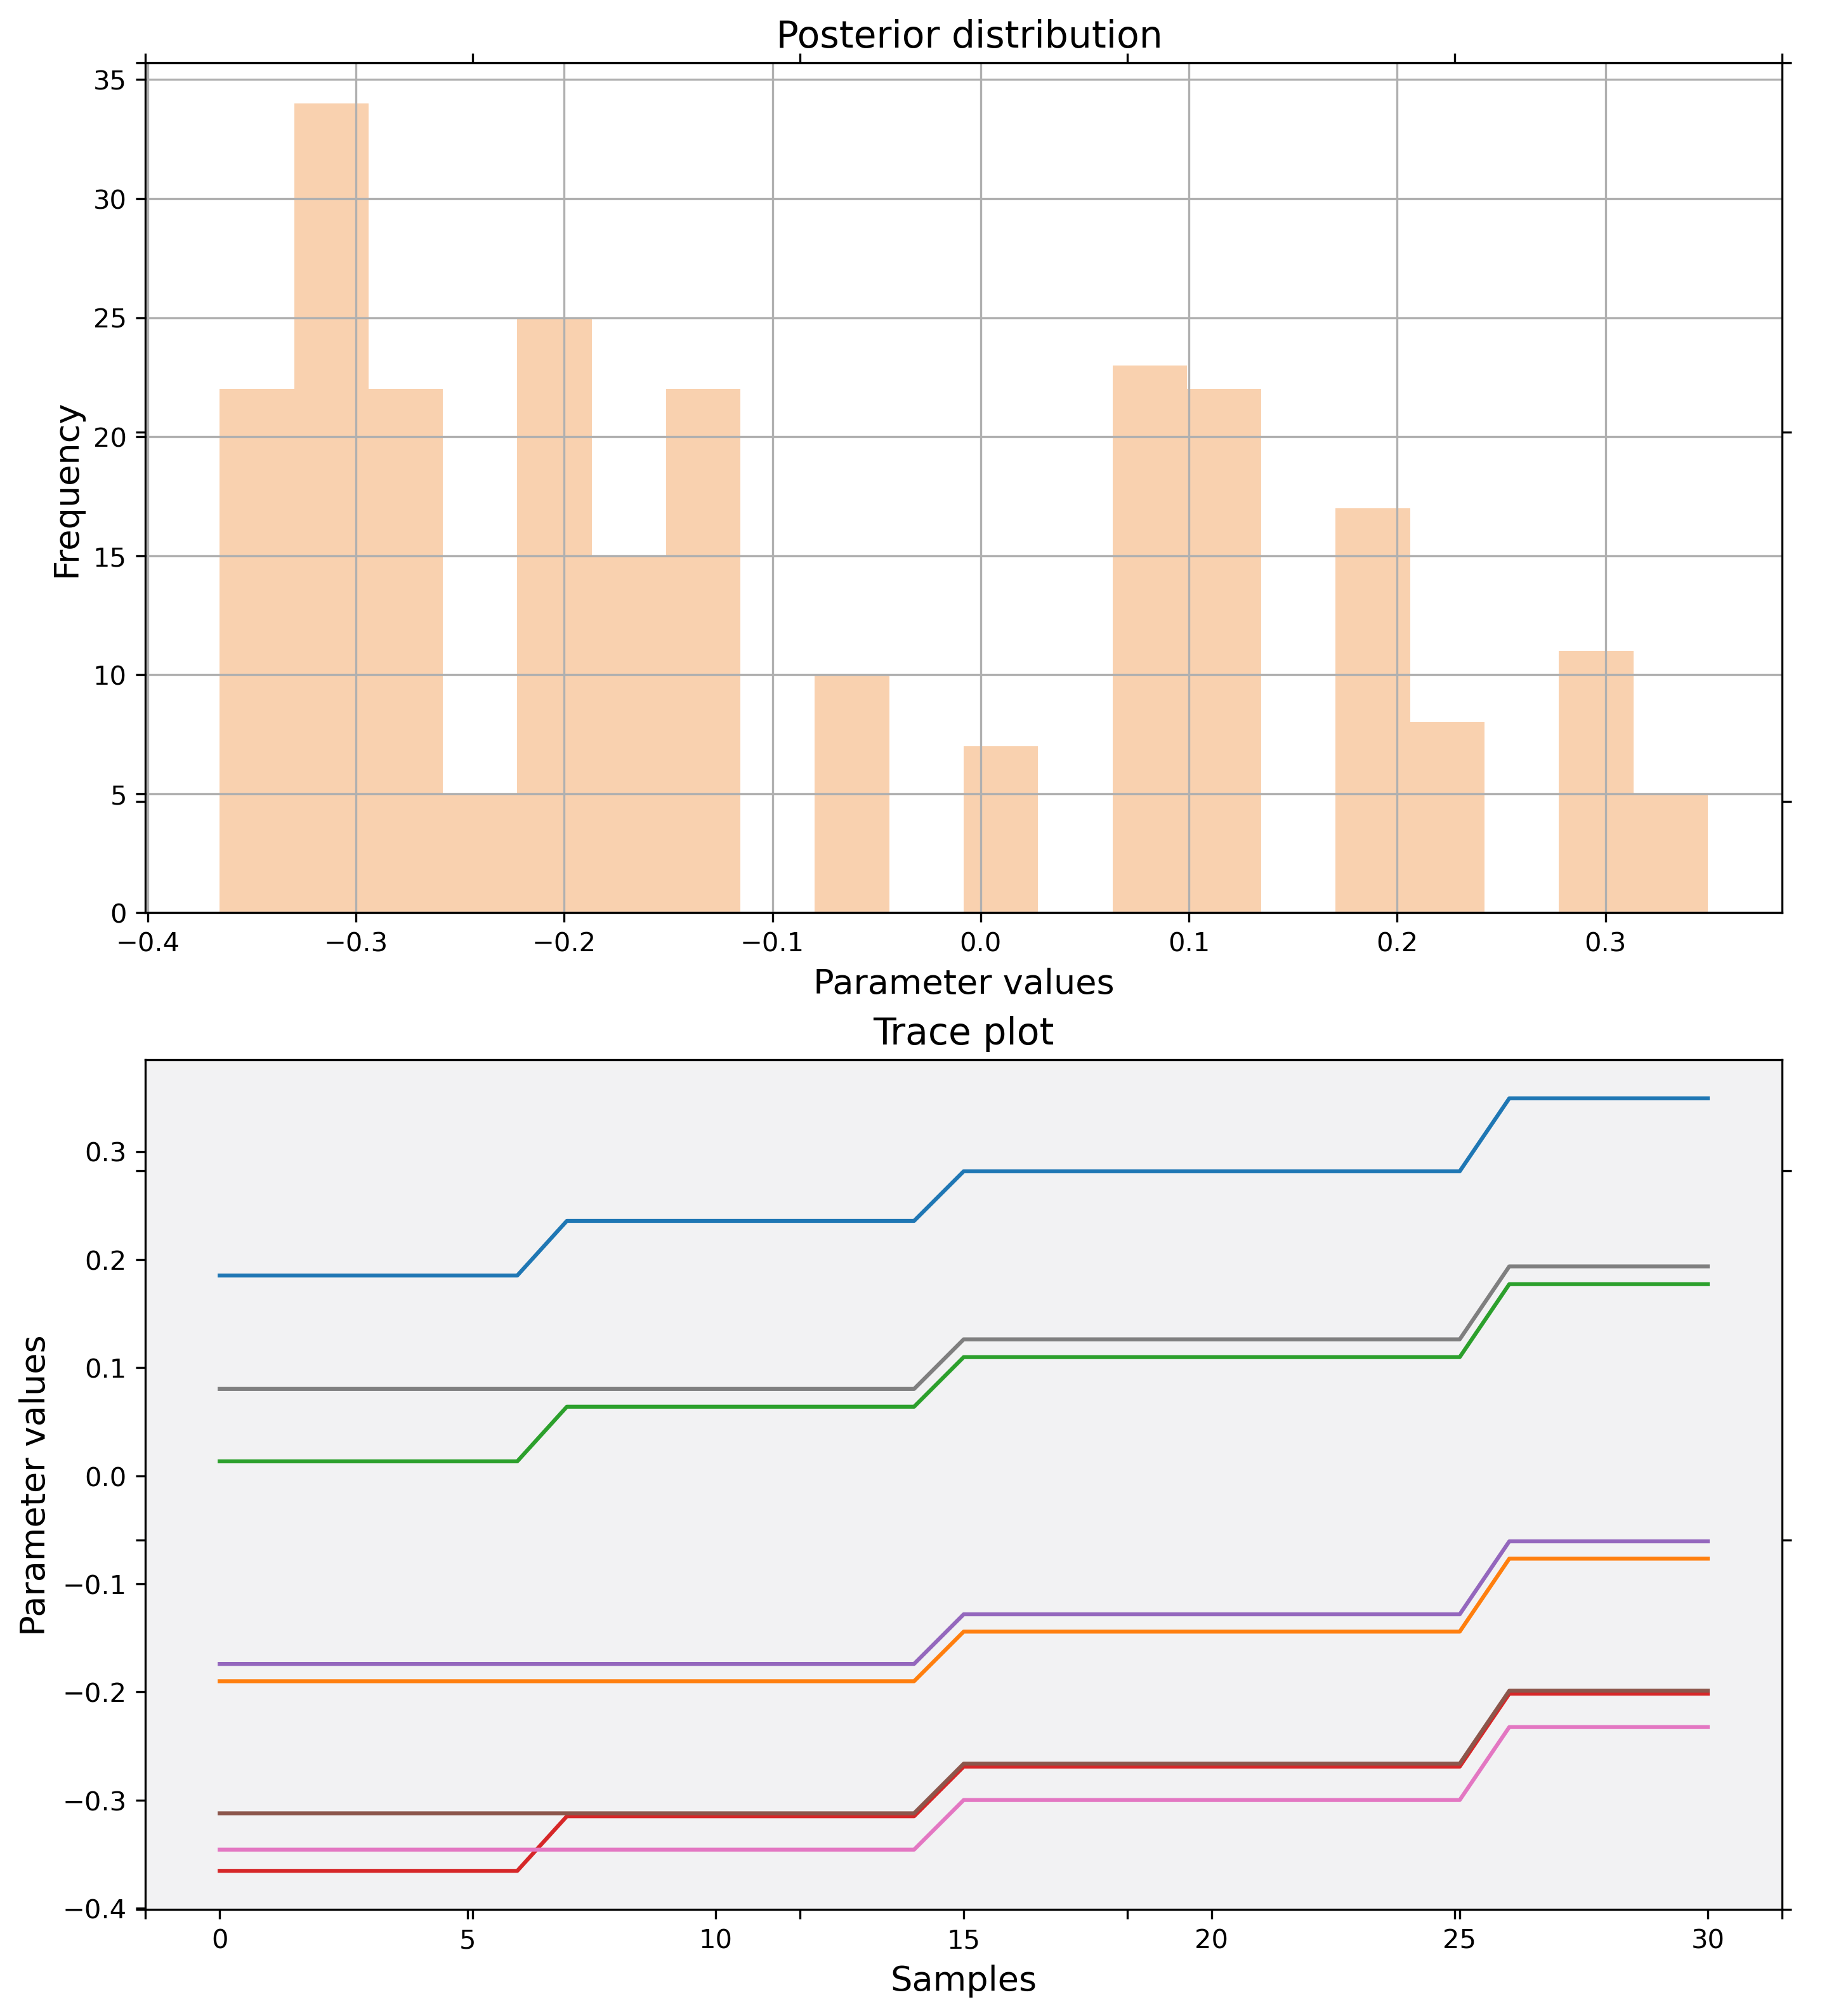 Posterior distribution
35
30
25
20
15
10
5
0
Frequency
−0.4 −0.3 −0.2 −0.1 0.0 0.1 0.2 0.3
Parameter values
Trace plot
0.3
0.2
0.1
0.0
−0.1
−0.2
−0.3
−0.4
Parameter values
0 5 10 15 20 25 30
Samples